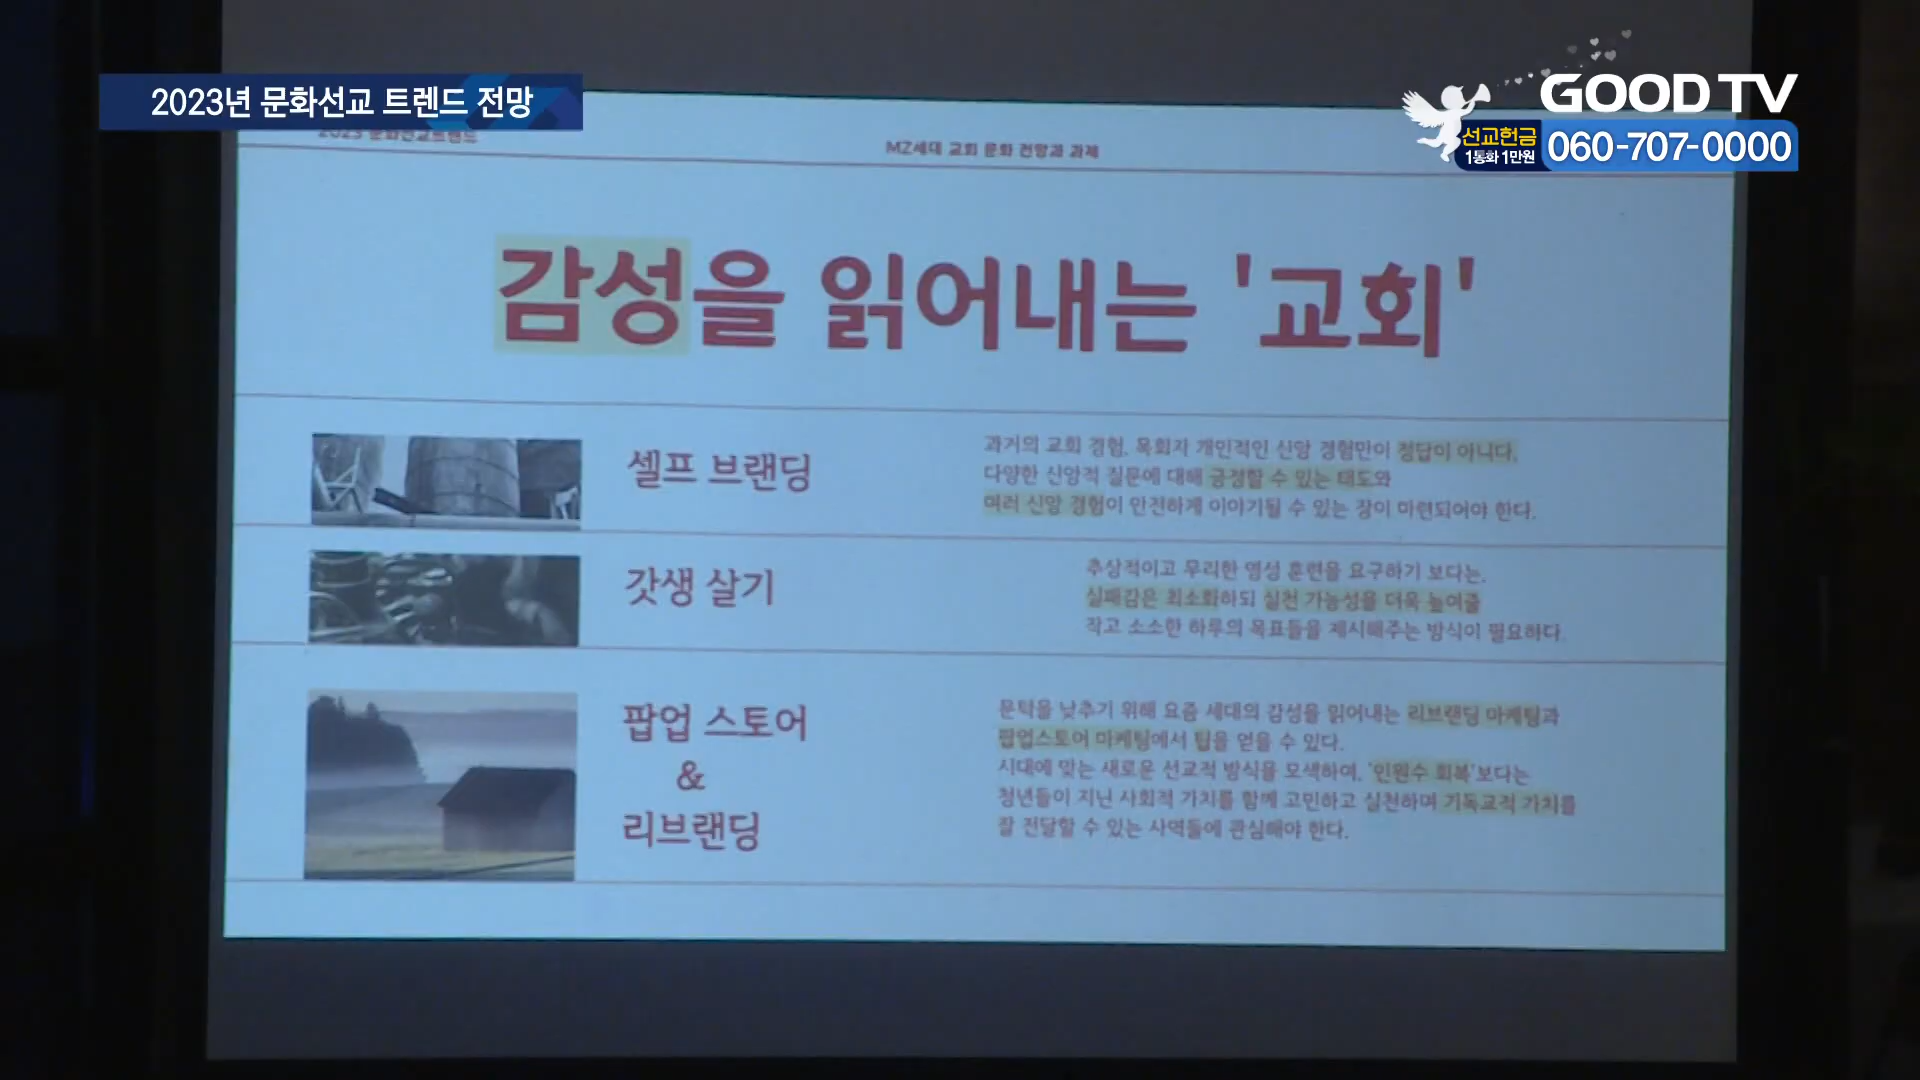 2023년 문화선교 트렌드 전망
GOODTV
선교헌금
1통화 1만원
060-707-0000
2023 문화선교트렌드
MZ세대 교회 문화 전망과 과제
감성을 읽어내는 '교회'
셀프 브랜딩
과거의 교회 경험, 목회자 개인적인 신앙 경험만이 정답이 아니다.
다양한 신앙적 질문에 대해 긍정할 수 있는 태도와
여러 신앙 경험이 안전하게 이야기될 수 있는 장이 마련되어야 한다.
갓생 살기
추상적이고 무리한 영성 훈련을 요구하기 보다는,
실패감은 최소화하되 실천 가능성을 더욱 높여줄
작고 소소한 하루의 목표들을 제시해주는 방식이 필요하다.
팝업 스토어
&
리브랜딩
문턱을 낮추기 위해 요즘 세대의 감성을 읽어내는 리브랜딩 마케팅과
팝업스토어 마케팅에서 팁을 얻을 수 있다.
시대에 맞는 새로운 선교적 방식을 모색하여, '인원수 회복'보다는
청년들이 지닌 사회적 가치를 함께 고민하고 실천하며 기독교적 가치를
잘 전달할 수 있는 사역들에 관심해야 한다.